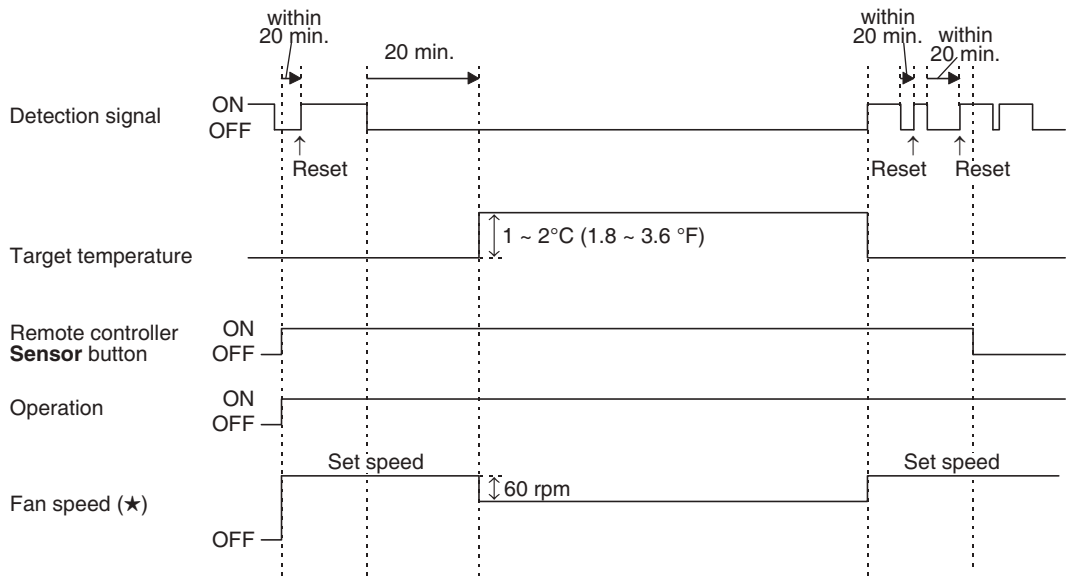 within
20 min.
20 min.
within
20 min.
within
20 min.
Detection signal
ON
OFF
Reset
Reset
Reset
Target temperature
1 ~ 2°C (1.8 ~ 3.6 °F)
Remote controller
Sensor button
ON
OFF
Operation
ON
OFF
Set speed
Set speed
Fan speed (★)
60 rpm
OFF